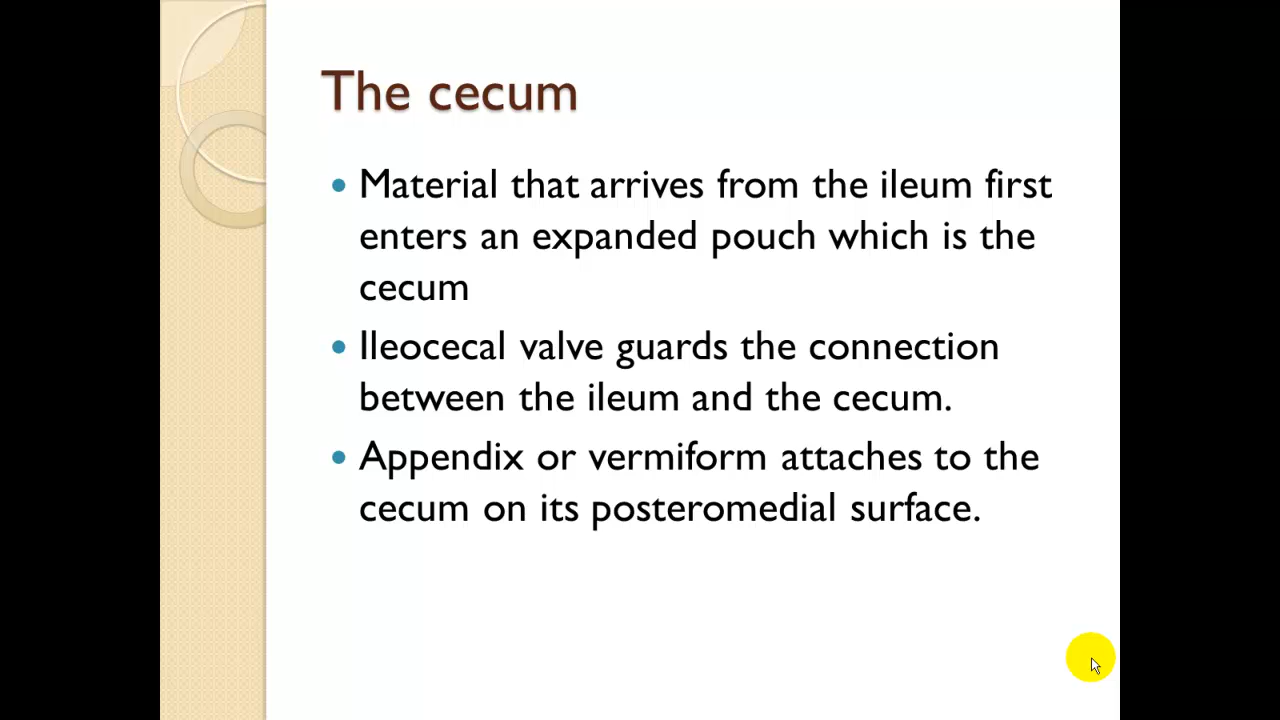 The cecum
• Material that arrives from the ileum first
enters an expanded pouch which is the
cecum
• Ileocecal valve guards the connection
between the ileum and the cecum.
• Appendix or vermiform attaches to the
cecum on its posteromedial surface.